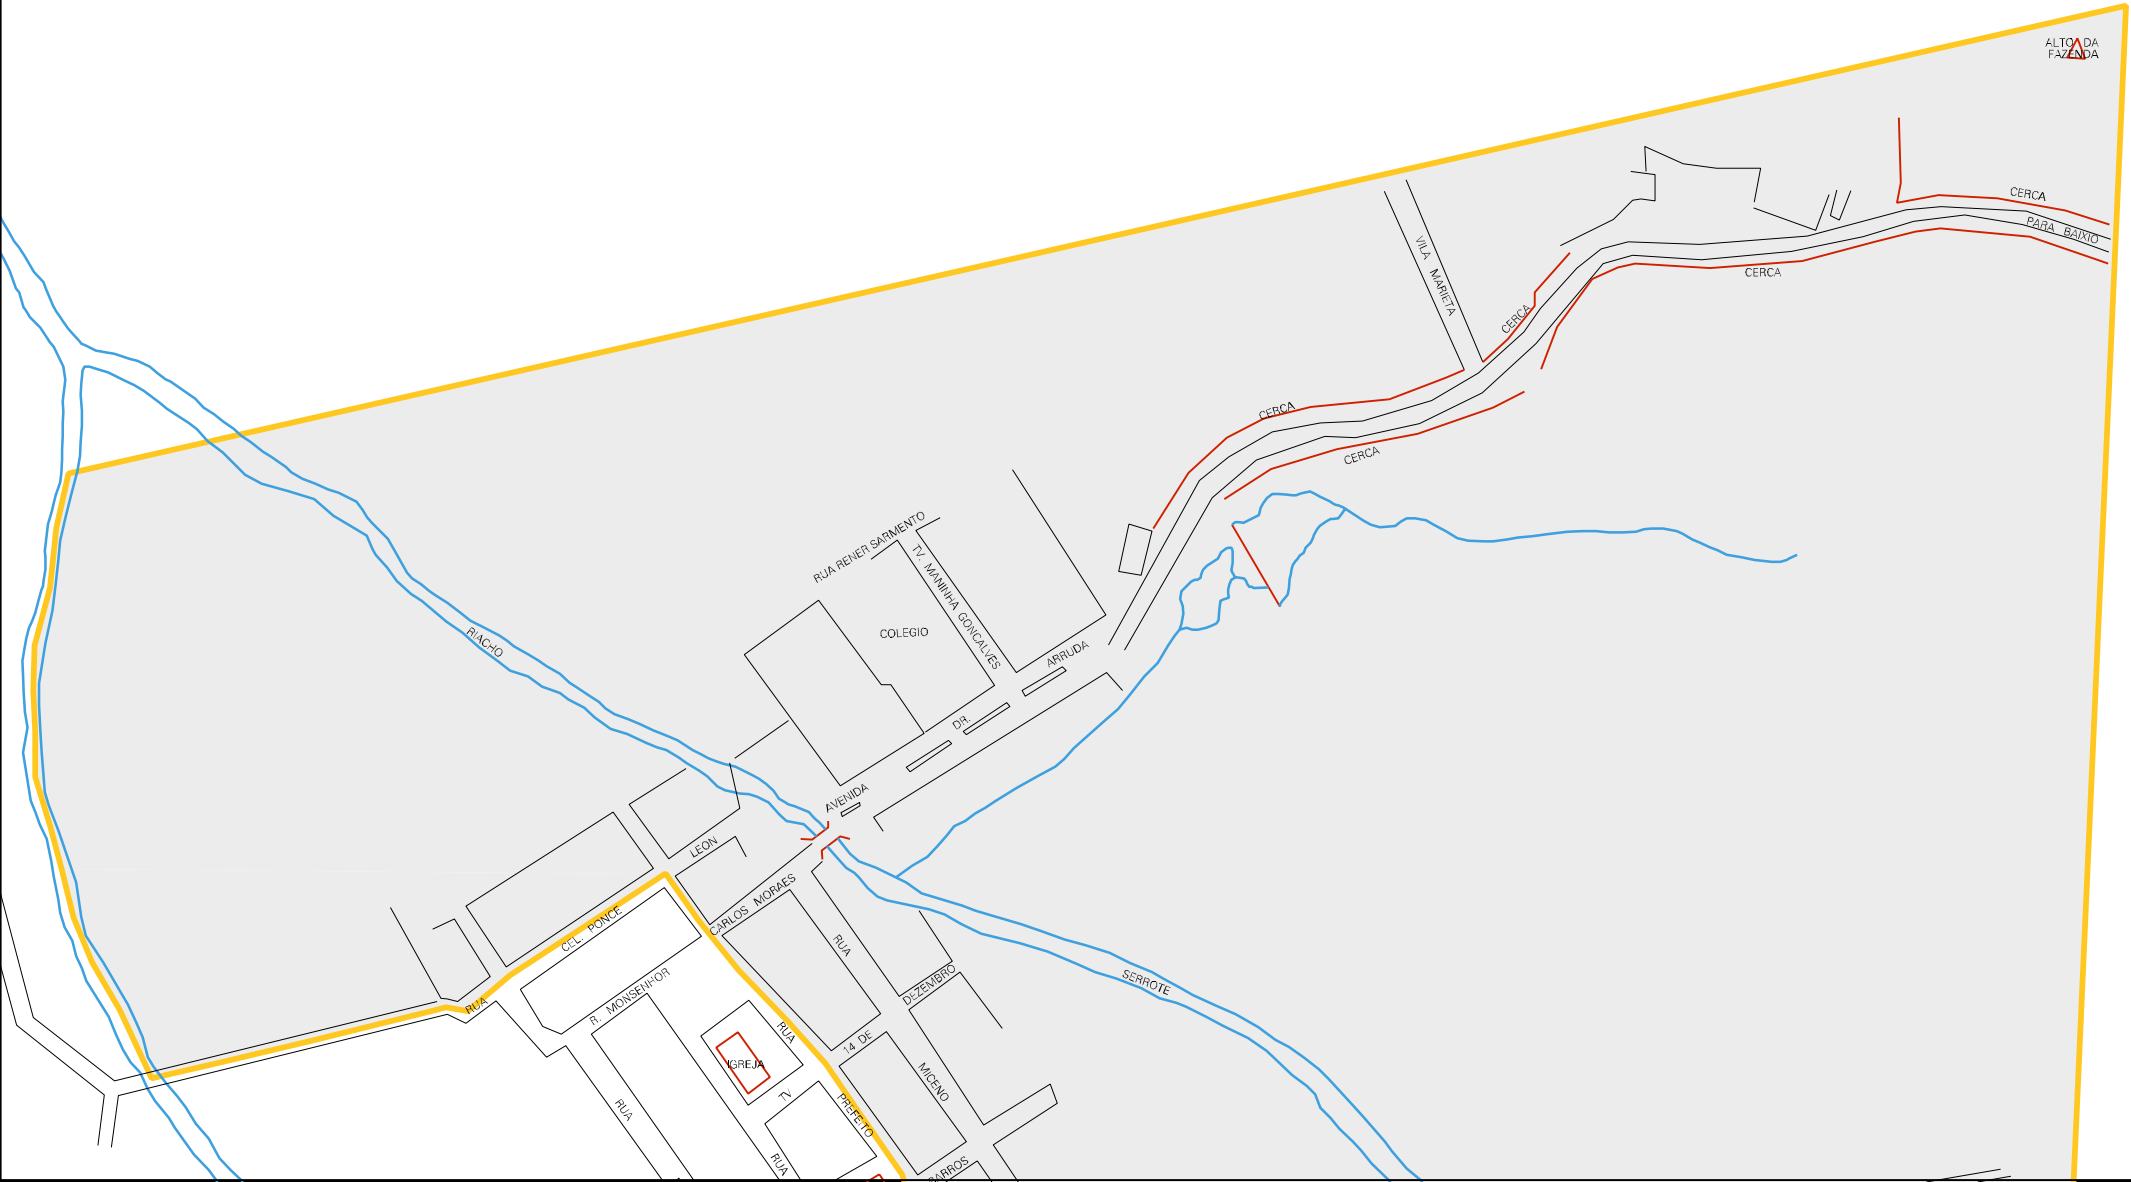 ALTO DA
FAZENDA
CERCA
PARA BAIXIO
CERCA
VILA MARIETA
CERCA
CERCA
CERCA
RUA RENER SARMENTO
TV. MANINHA GONCALVES
COLEGIO
RIACHO
ARRUDA
DR.
AVENIDA
LEON
CARLOS MORAES
CEL. PONCE
RUA
RUA
R. MONSENHOR
DEZEMBRO
SERROTE
RUA
14 DE
IGREJA
MICENO
TV
PREFEITO
RUA
RUA
BARROS